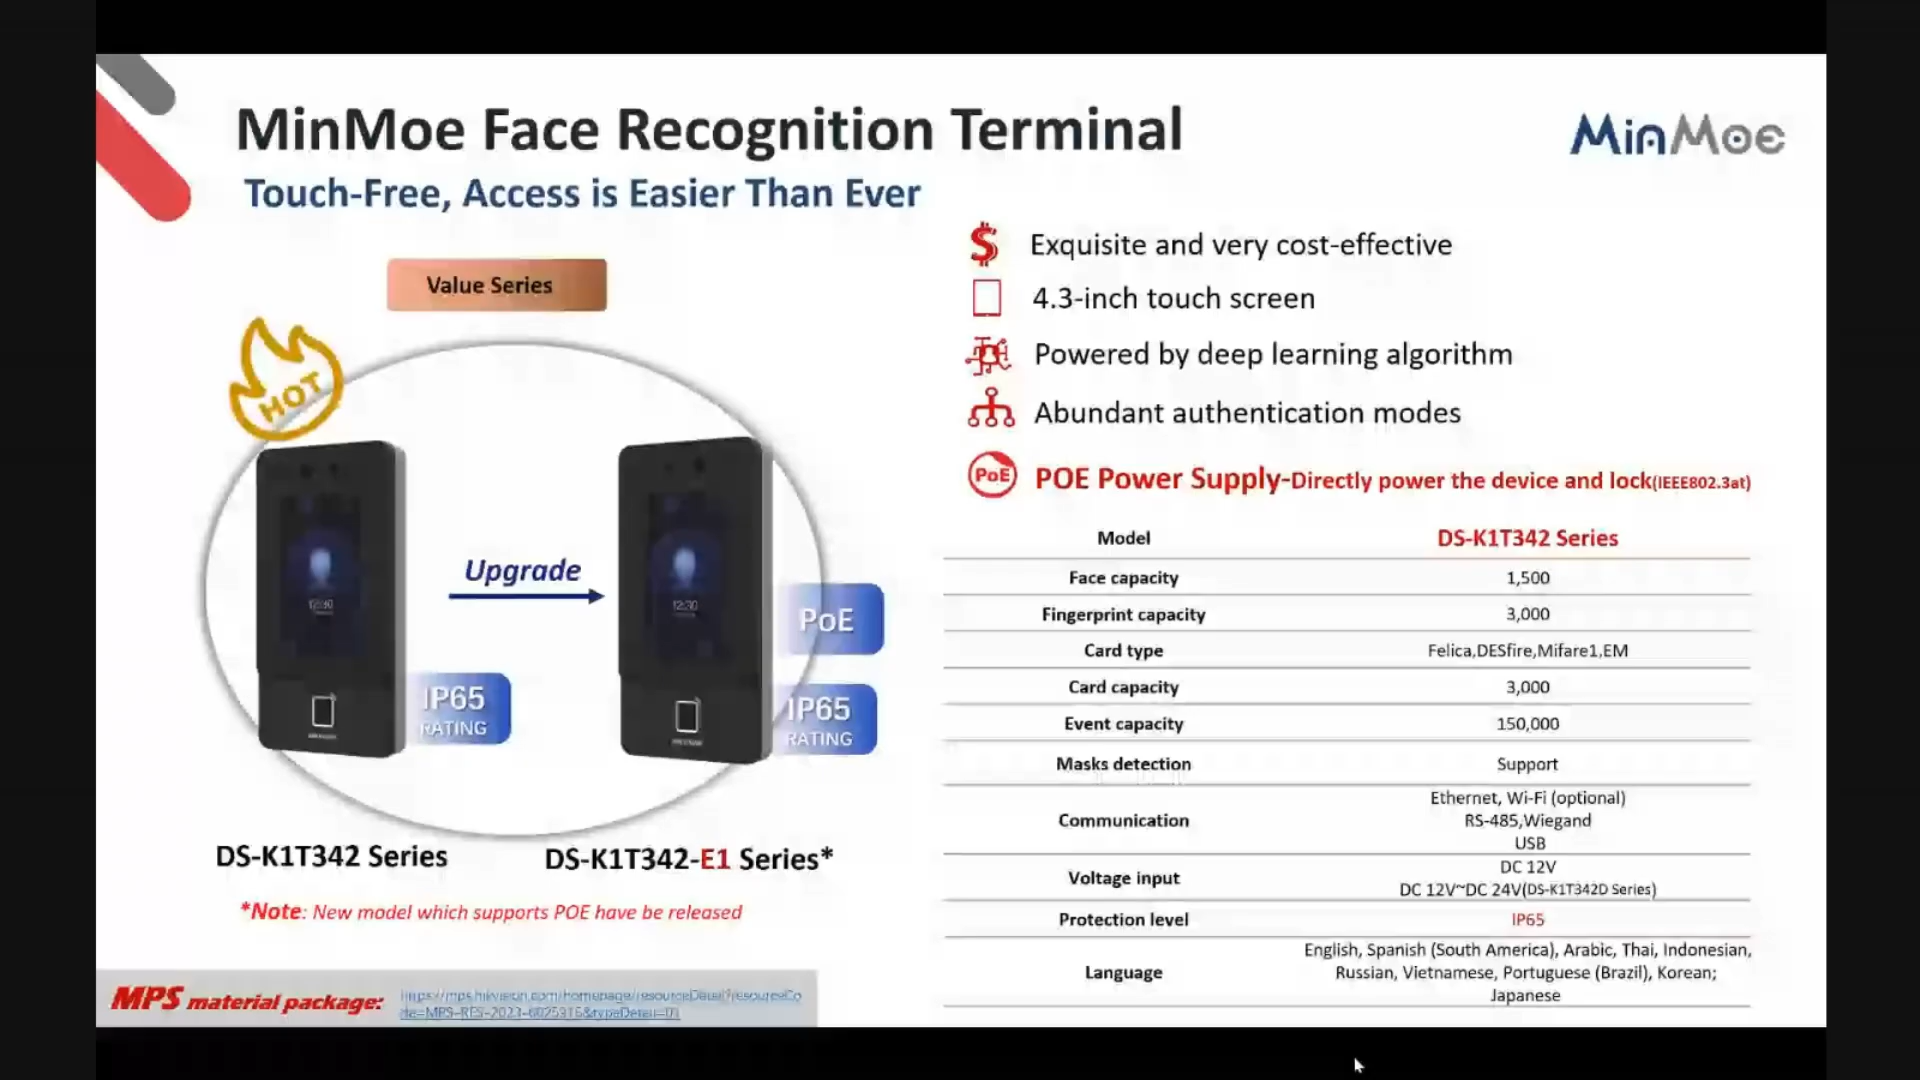 MinMoe Face Recognition Terminal
MinMoe
Touch-Free, Access is Easier Than Ever
Value Series
HOT
Upgrade
12:30
12:30
IP65
RATING
PoE
IP65
RATING
DS-K1T342 Series
DS-K1T342-E1 Series*
*Note: New model which supports POE have be released
MPS material package:
Exquisite and very cost-effective
4.3-inch touch screen
Powered by deep learning algorithm
Abundant authentication modes
PoE POE Power Supply-Directly power the device and lock(IEEE802.3at)
Model DS-K1T342 Series
Face capacity 1,500
Fingerprint capacity 3,000
Card type Felica,DESfire,Mifare1,EM
Card capacity 3,000
Event capacity 150,000
Masks detection Support
Communication Ethernet, Wi-Fi (optional)
RS-485,Wiegand
USB
Voltage input DC 12V
DC 12V~DC 24V(DS-K1T342D Series)
Protection level IP65
Language English, Spanish (South America), Arabic, Thai, Indonesian,
Russian, Vietnamese, Portuguese (Brazil), Korean;
Japanese